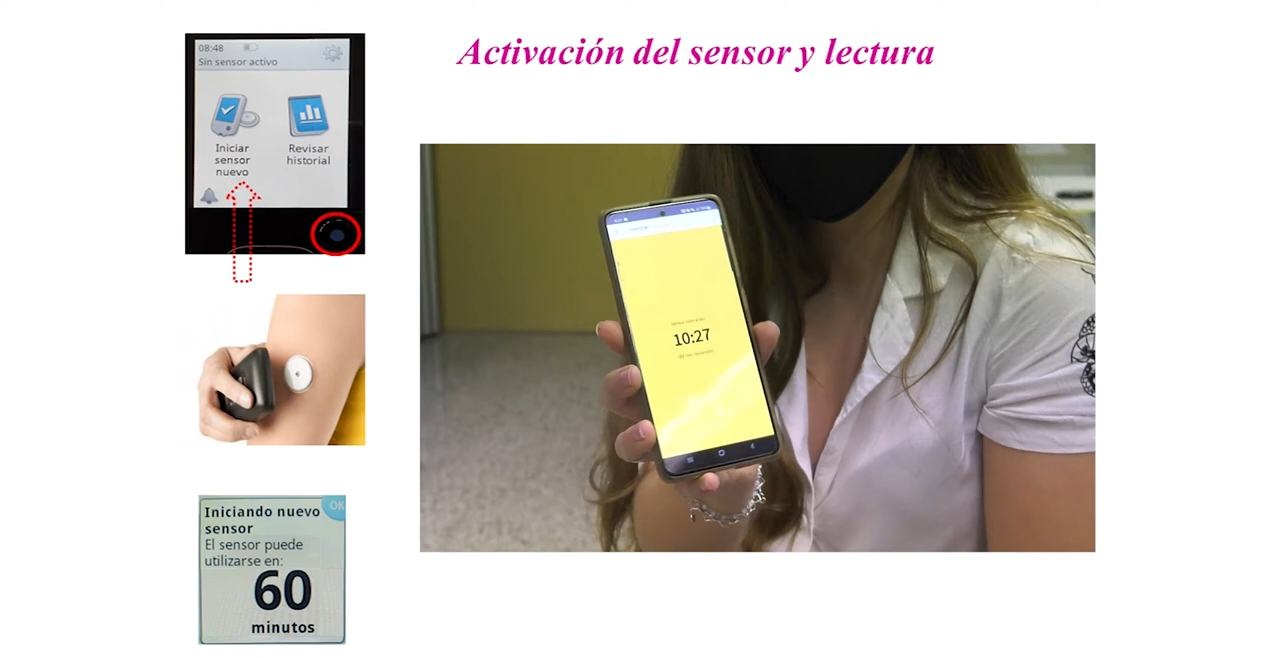 Activación del sensor y lectura
08:48
Sin sensor activo
Iniciar
sensor
nuevo
Revisar
historial
10:27
Iniciando nuevo
sensor
OK
El sensor puede
utilizarse en:
60
minutos